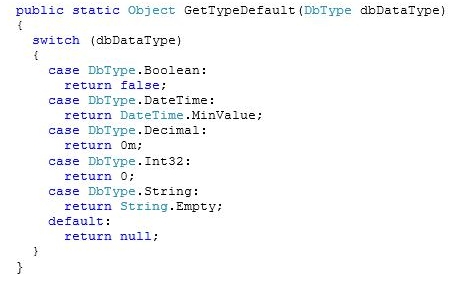 public static Object GetTypeDefault(DbType dbDataType)
{
  switch (dbDataType)
  {
    case DbType.Boolean:
      return false;
    case DbType.DateTime:
      return DateTime.MinValue;
    case DbType.Decimal:
      return 0m;
    case DbType.Int32:
      return 0;
    case DbType.String:
      return String.Empty;
    default:
      return null;
  }
}